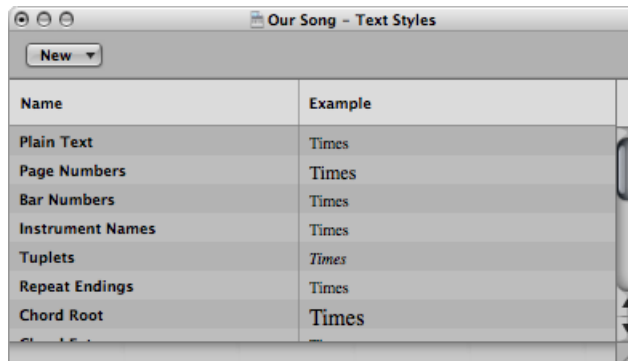 Our Song – Text Styles
New
Name Example
Plain Text Times
Page Numbers Times
Bar Numbers Times
Instrument Names Times
Tuplets Times
Repeat Endings Times
Chord Root Times